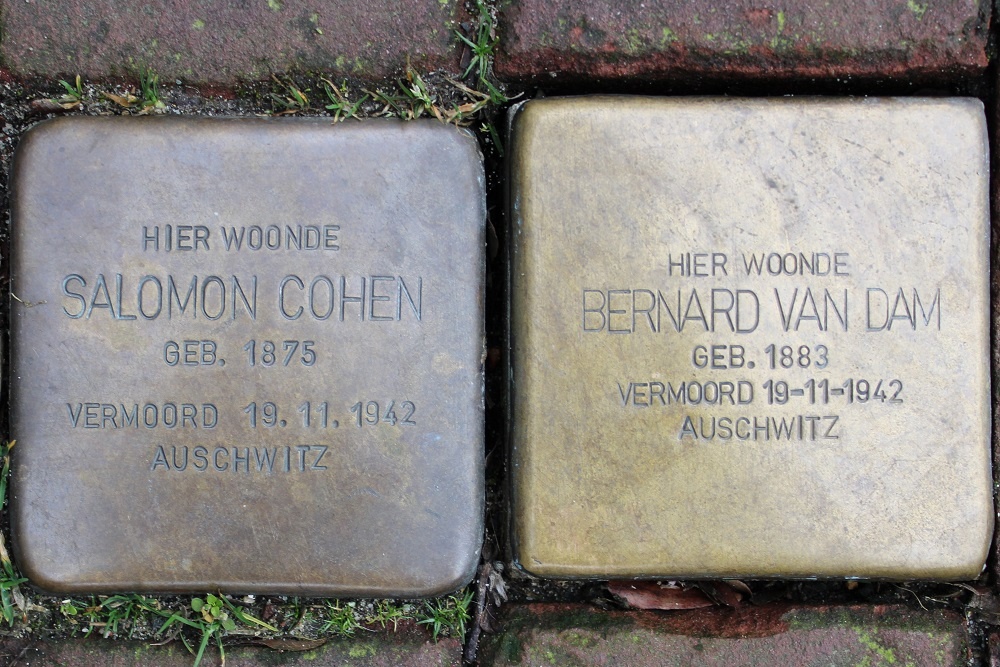 HIER WOONDE
SALOMON COHEN
GEB. 1875
VERMOORD 19.11.1942
AUSCHWITZ
HIER WOONDE
BERNARD VAN DAM
GEB. 1883
VERMOORD 19-11-1942
AUSCHWITZ